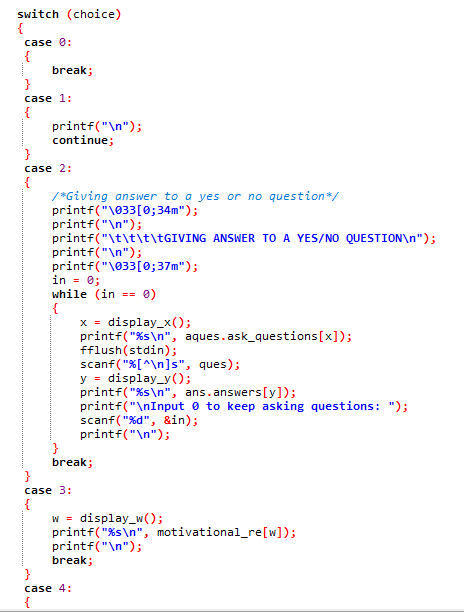 switch (choice)
{
case 0:
{
break;
}
case 1:
{
printf("\n");
continue;
}
case 2:
{
/*Giving answer to a yes or no question*/
printf("\033[0;34m");
printf("\n");
printf("\t\t\t\tGIVING ANSWER TO A YES/NO QUESTION\n");
printf("\n");
printf("\033[0;37m");
in = 0;
while (in == 0)
{
x = display_x();
printf("%s\n", aques.ask_questions[x]);
fflush(stdin);
scanf("%[^\n]s", ques);
y = display_y();
printf("%s\n", ans.answers[y]);
printf("\nInput 0 to keep asking questions: ");
scanf("%d", &in);
printf("\n");
}
break;
}
case 3:
{
w = display_w();
printf("%s\n", motivational_re[w]);
printf("\n");
break;
}
case 4:
{